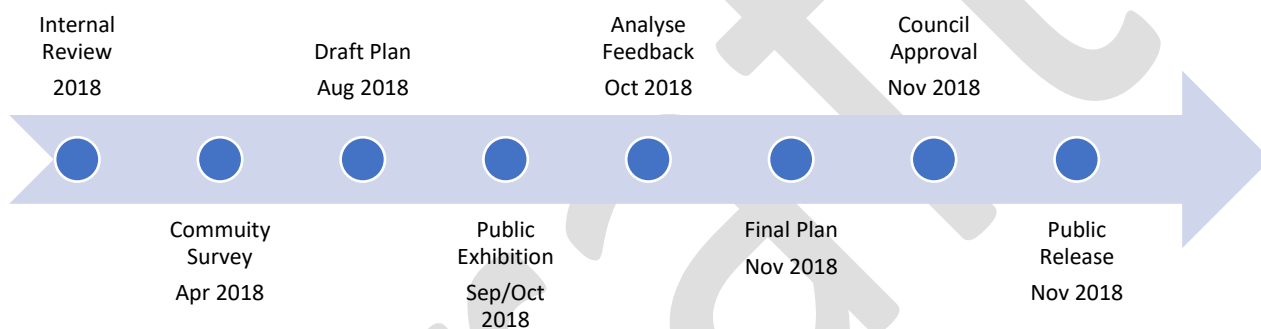 Internal
Review
2018
Commuity
Survey
Apr 2018
Draft Plan
Aug 2018
Public
Exhibition
Sep/Oct
2018
Analyse
Feedback
Oct 2018
Final Plan
Nov 2018
Council
Approval
Nov 2018
Public
Release
Nov 2018